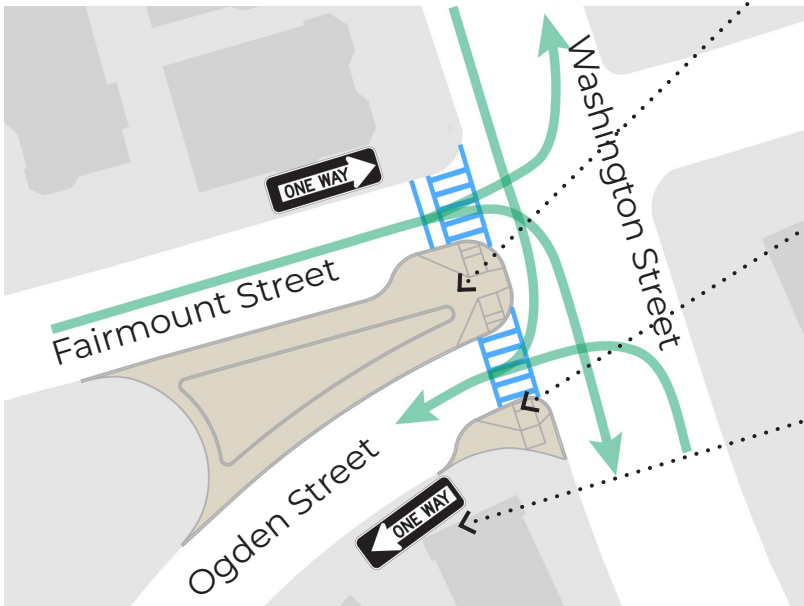 Washington Street
ONE WAY
Fairmount Street
Ogden Street
ONE WAY